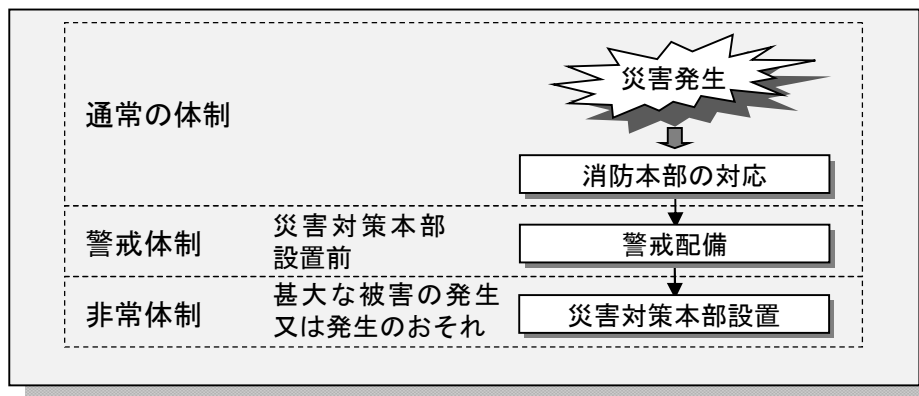 災害発生
通常の体制
消防本部の対応
警戒体制
災害対策本部
設置前
警戒配備
非常体制
甚大な被害の発生
又は発生のおそれ
災害対策本部設置